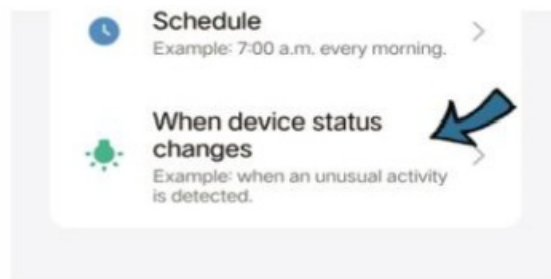 Schedule
Example: 7:00 a.m. every morning.
When device status
changes
Example: when an unusual activity
is detected.